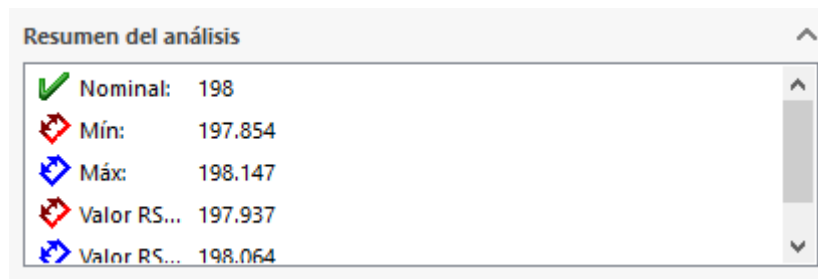 Resumen del análisis
Nominal: 198
Mín: 197.854
Máx: 198.147
Valor RS... 197.937
Valor RS... 198.064